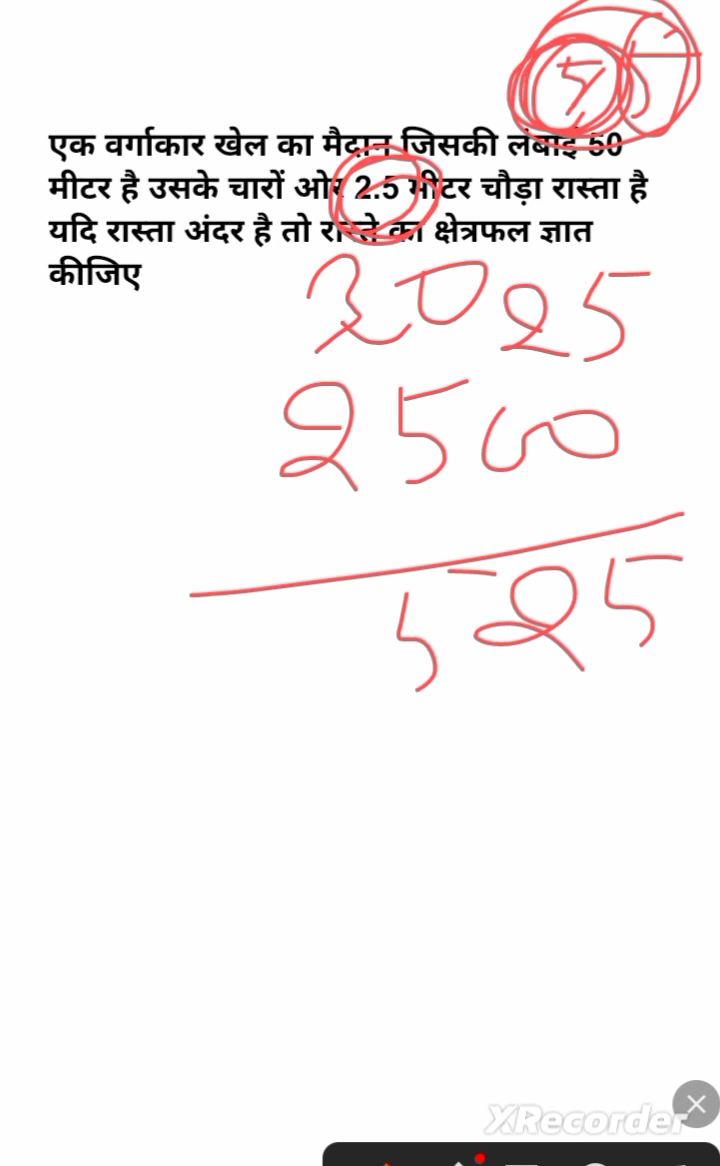 एक वर्गाकार खेल का मैदान जिसकी लंबाई 50
मीटर है उसके चारों ओर 2.5 मीटर चौड़ा रास्ता है
यदि रास्ता अंदर है तो रास्ते का क्षेत्रफल ज्ञात
कीजिए
3025
2500
525
XRecorder